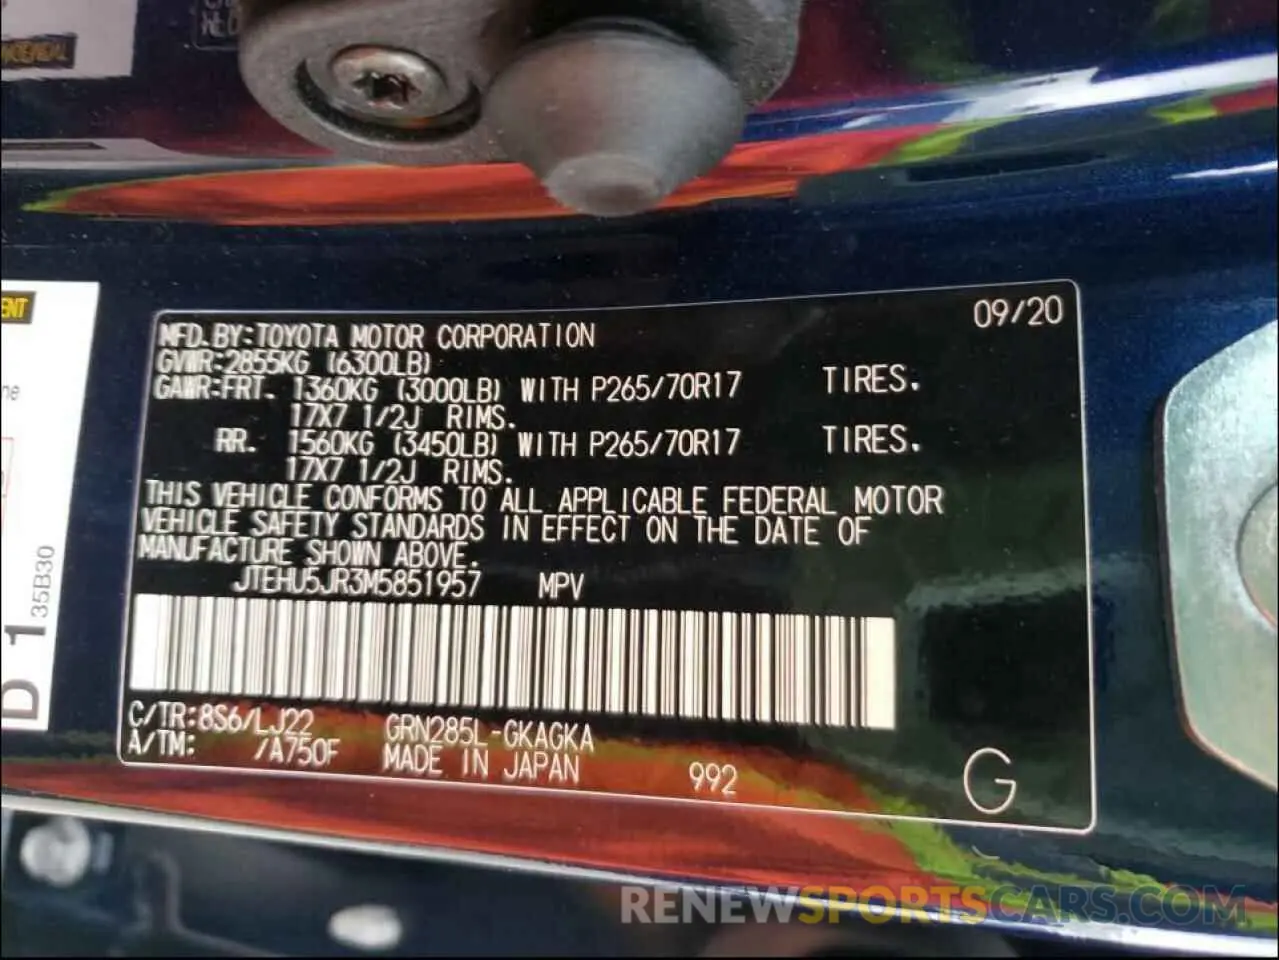 09/20
MFD.BY:TOYOTA MOTOR CORPORATION
GVWR:2855KG (6300LB)
GAWR:FRT. 1360KG (3000LB) WITH P265/70R17 TIRES.
17X7 1/2J RIMS.
RR. 1560KG (3450LB) WITH P265/70R17 TIRES.
17X7 1/2J RIMS.
THIS VEHICLE CONFORMS TO ALL APPLICABLE FEDERAL MOTOR
VEHICLE SAFETY STANDARDS IN EFFECT ON THE DATE OF
MANUFACTURE SHOWN ABOVE.
JTEHU5JR3M5851957 MPV
C/TR:8S6/LJ22 GRN285L-GKAGKA
A/TM: /A750F MADE IN JAPAN 992 G
D 1
35B30
RENEWSPORTSCARS.COM